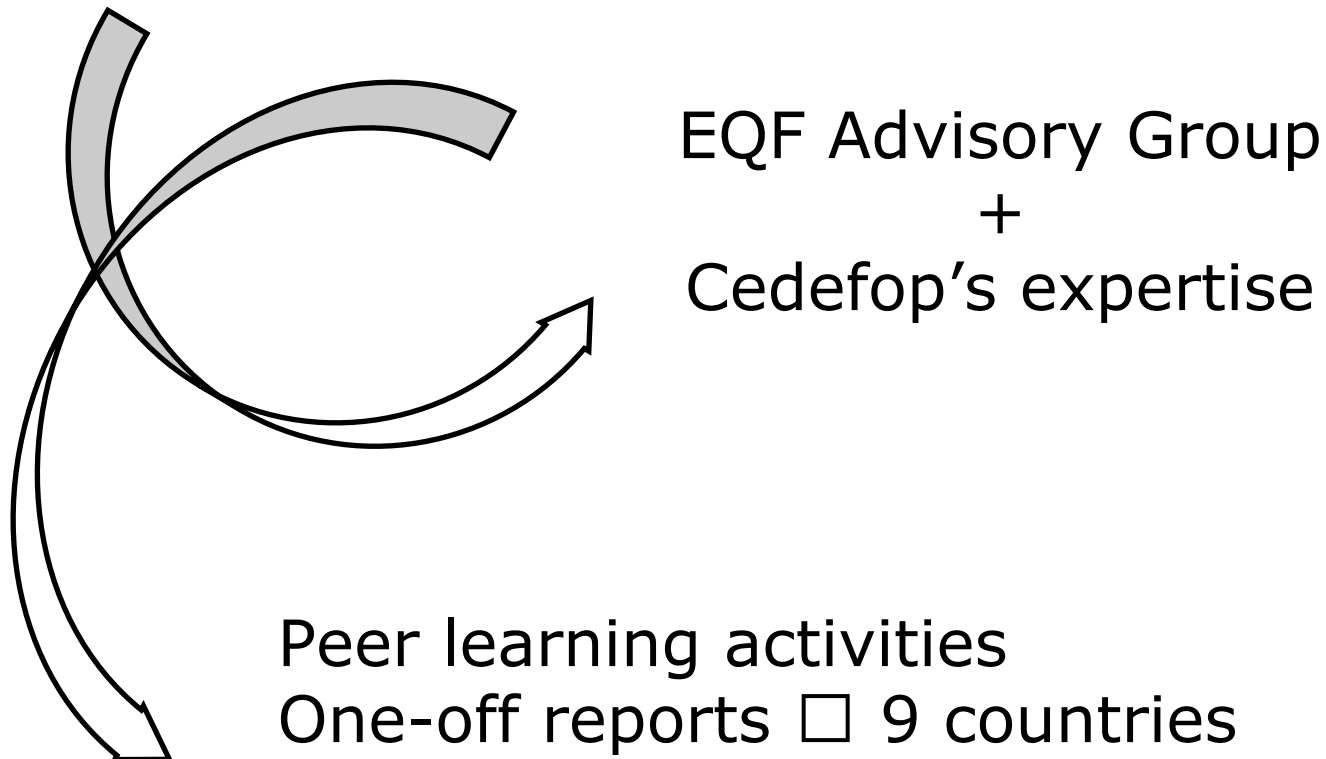 EQF Advisory Group
+
Cedefop’s expertise
Peer learning activities
One-off reports □ 9 countries